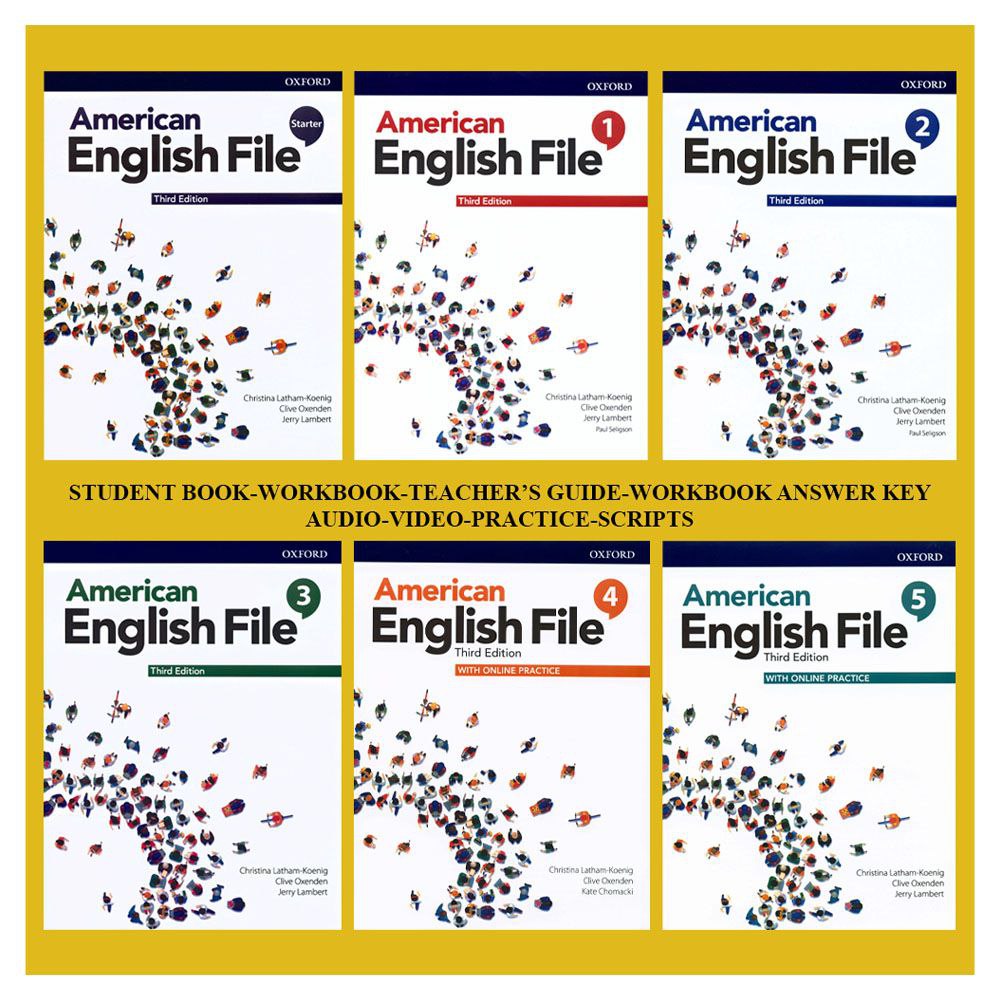 OXFORD
American
English File
Starter
Third Edition
Christina Latham-Koenig
Clive Oxenden
Jerry Lambert
OXFORD
American
English File
1
Third Edition
Christina Latham-Koenig
Clive Oxenden
Jerry Lambert
Paul Seligson
OXFORD
American
English File
2
Third Edition
Christina Latham-Koenig
Clive Oxenden
Jerry Lambert
Paul Seligson
STUDENT BOOK-WORKBOOK-TEACHER’S GUIDE-WORKBOOK ANSWER KEY
AUDIO-VIDEO-PRACTICE-SCRIPTS
OXFORD
American
English File
3
Third Edition
Christina Latham-Koenig
Clive Oxenden
Jerry Lambert
OXFORD
American
English File
4
Third Edition
WITH ONLINE PRACTICE
Christina Latham-Koenig
Clive Oxenden
Kate Chomacki
OXFORD
American
English File
5
Third Edition
WITH ONLINE PRACTICE
Christina Latham-Koenig
Clive Oxenden
Jerry Lambert